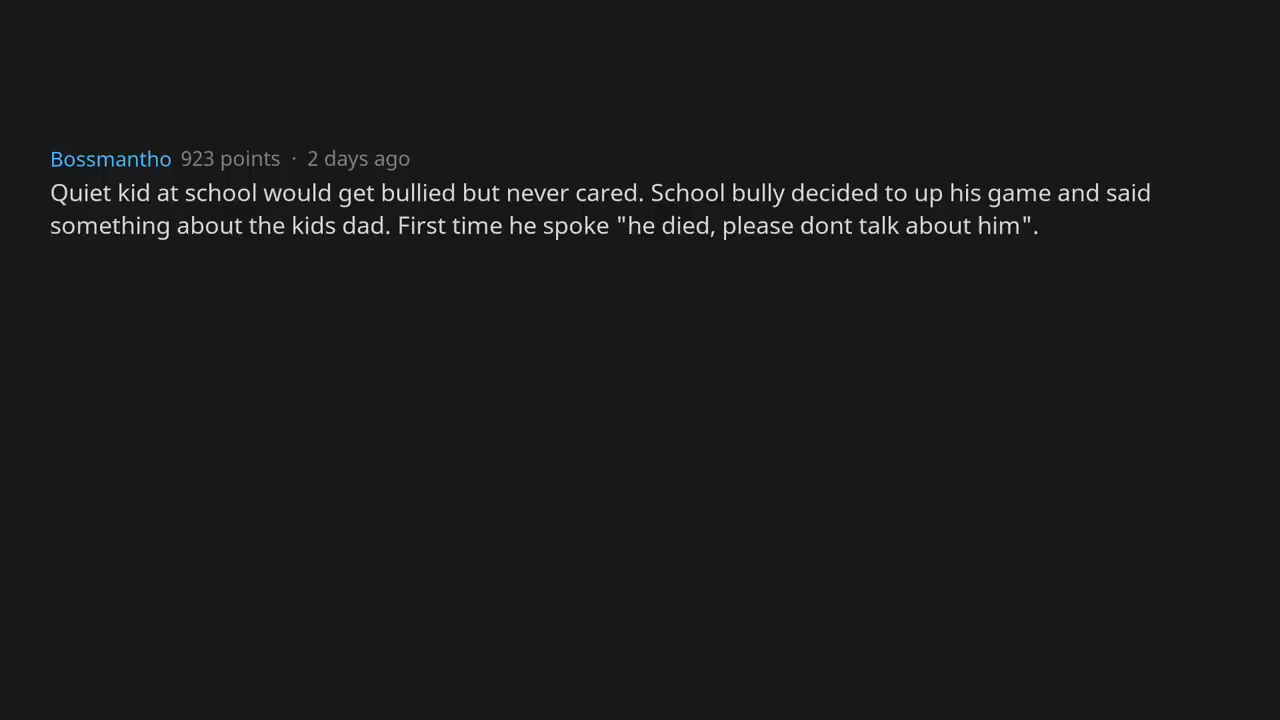 Bossmantho 923 points · 2 days ago
Quiet kid at school would get bullied but never cared. School bully decided to up his game and said
something about the kids dad. First time he spoke "he died, please dont talk about him".